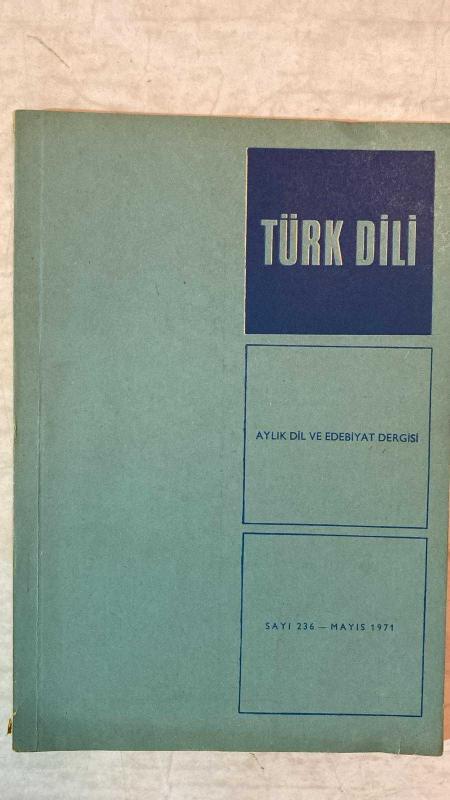 TÜRK DİLİ
AYLIK DİL VE EDEBİYAT DERGİSİ
SAYI 236 — MAYIS 1971